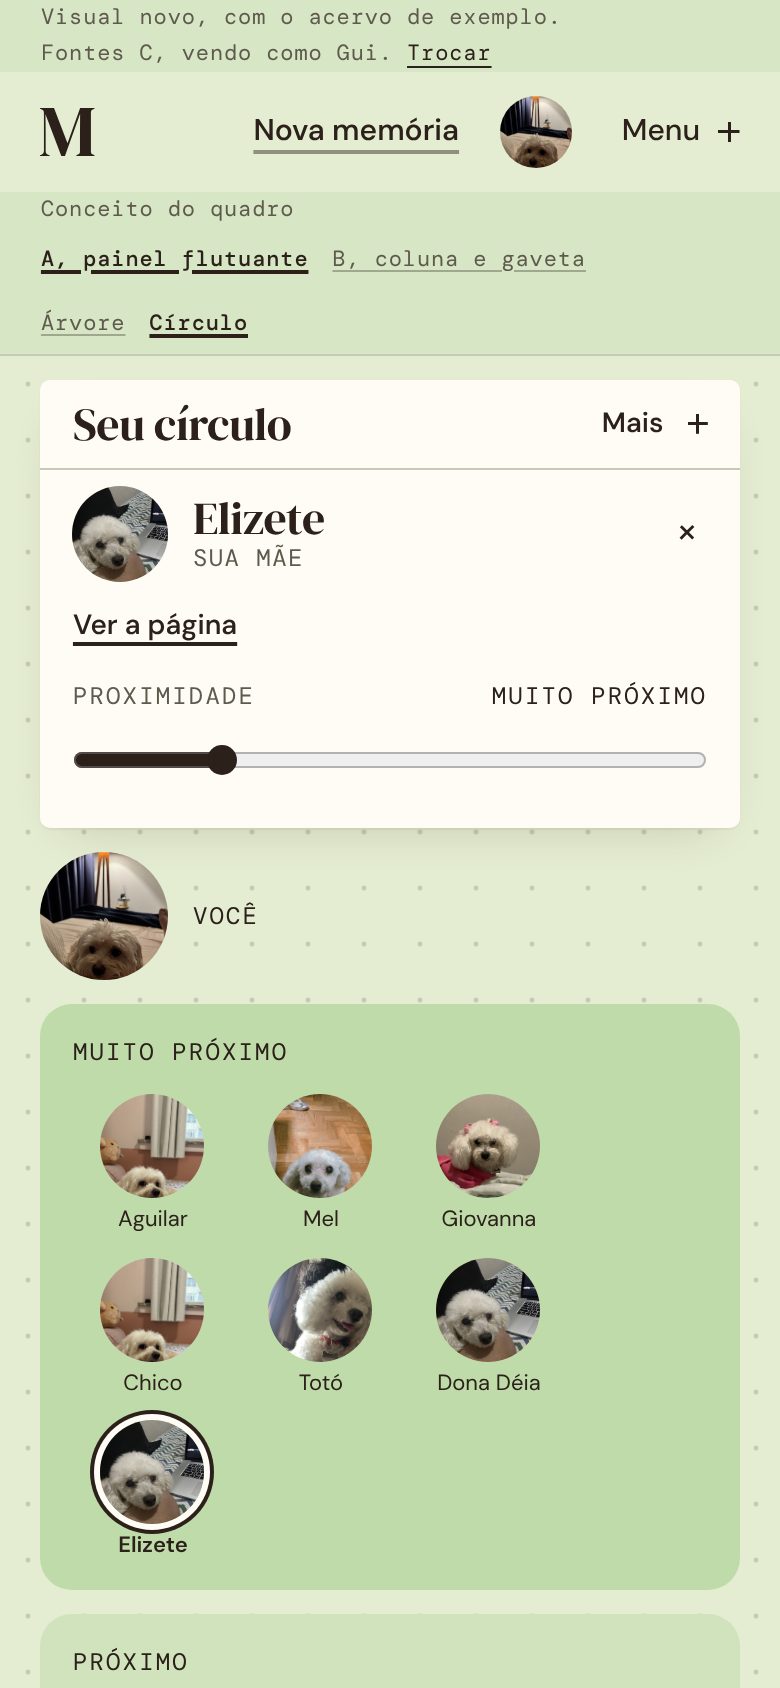 Visual novo, com o acervo de exemplo.
Fontes C, vendo como Gui. Trocar
M
Nova memória
Menu +
Conceito do quadro
A, painel flutuante B, coluna e gaveta
Árvore Círculo
Seu círculo
Mais +
Elizete
×
SUA MÃE
Ver a página
PROXIMIDADE MUITO PRÓXIMO
VOCÊ
MUITO PRÓXIMO
Aguilar Mel Giovanna
Chico Totó Dona Déia
Elizete
PRÓXIMO